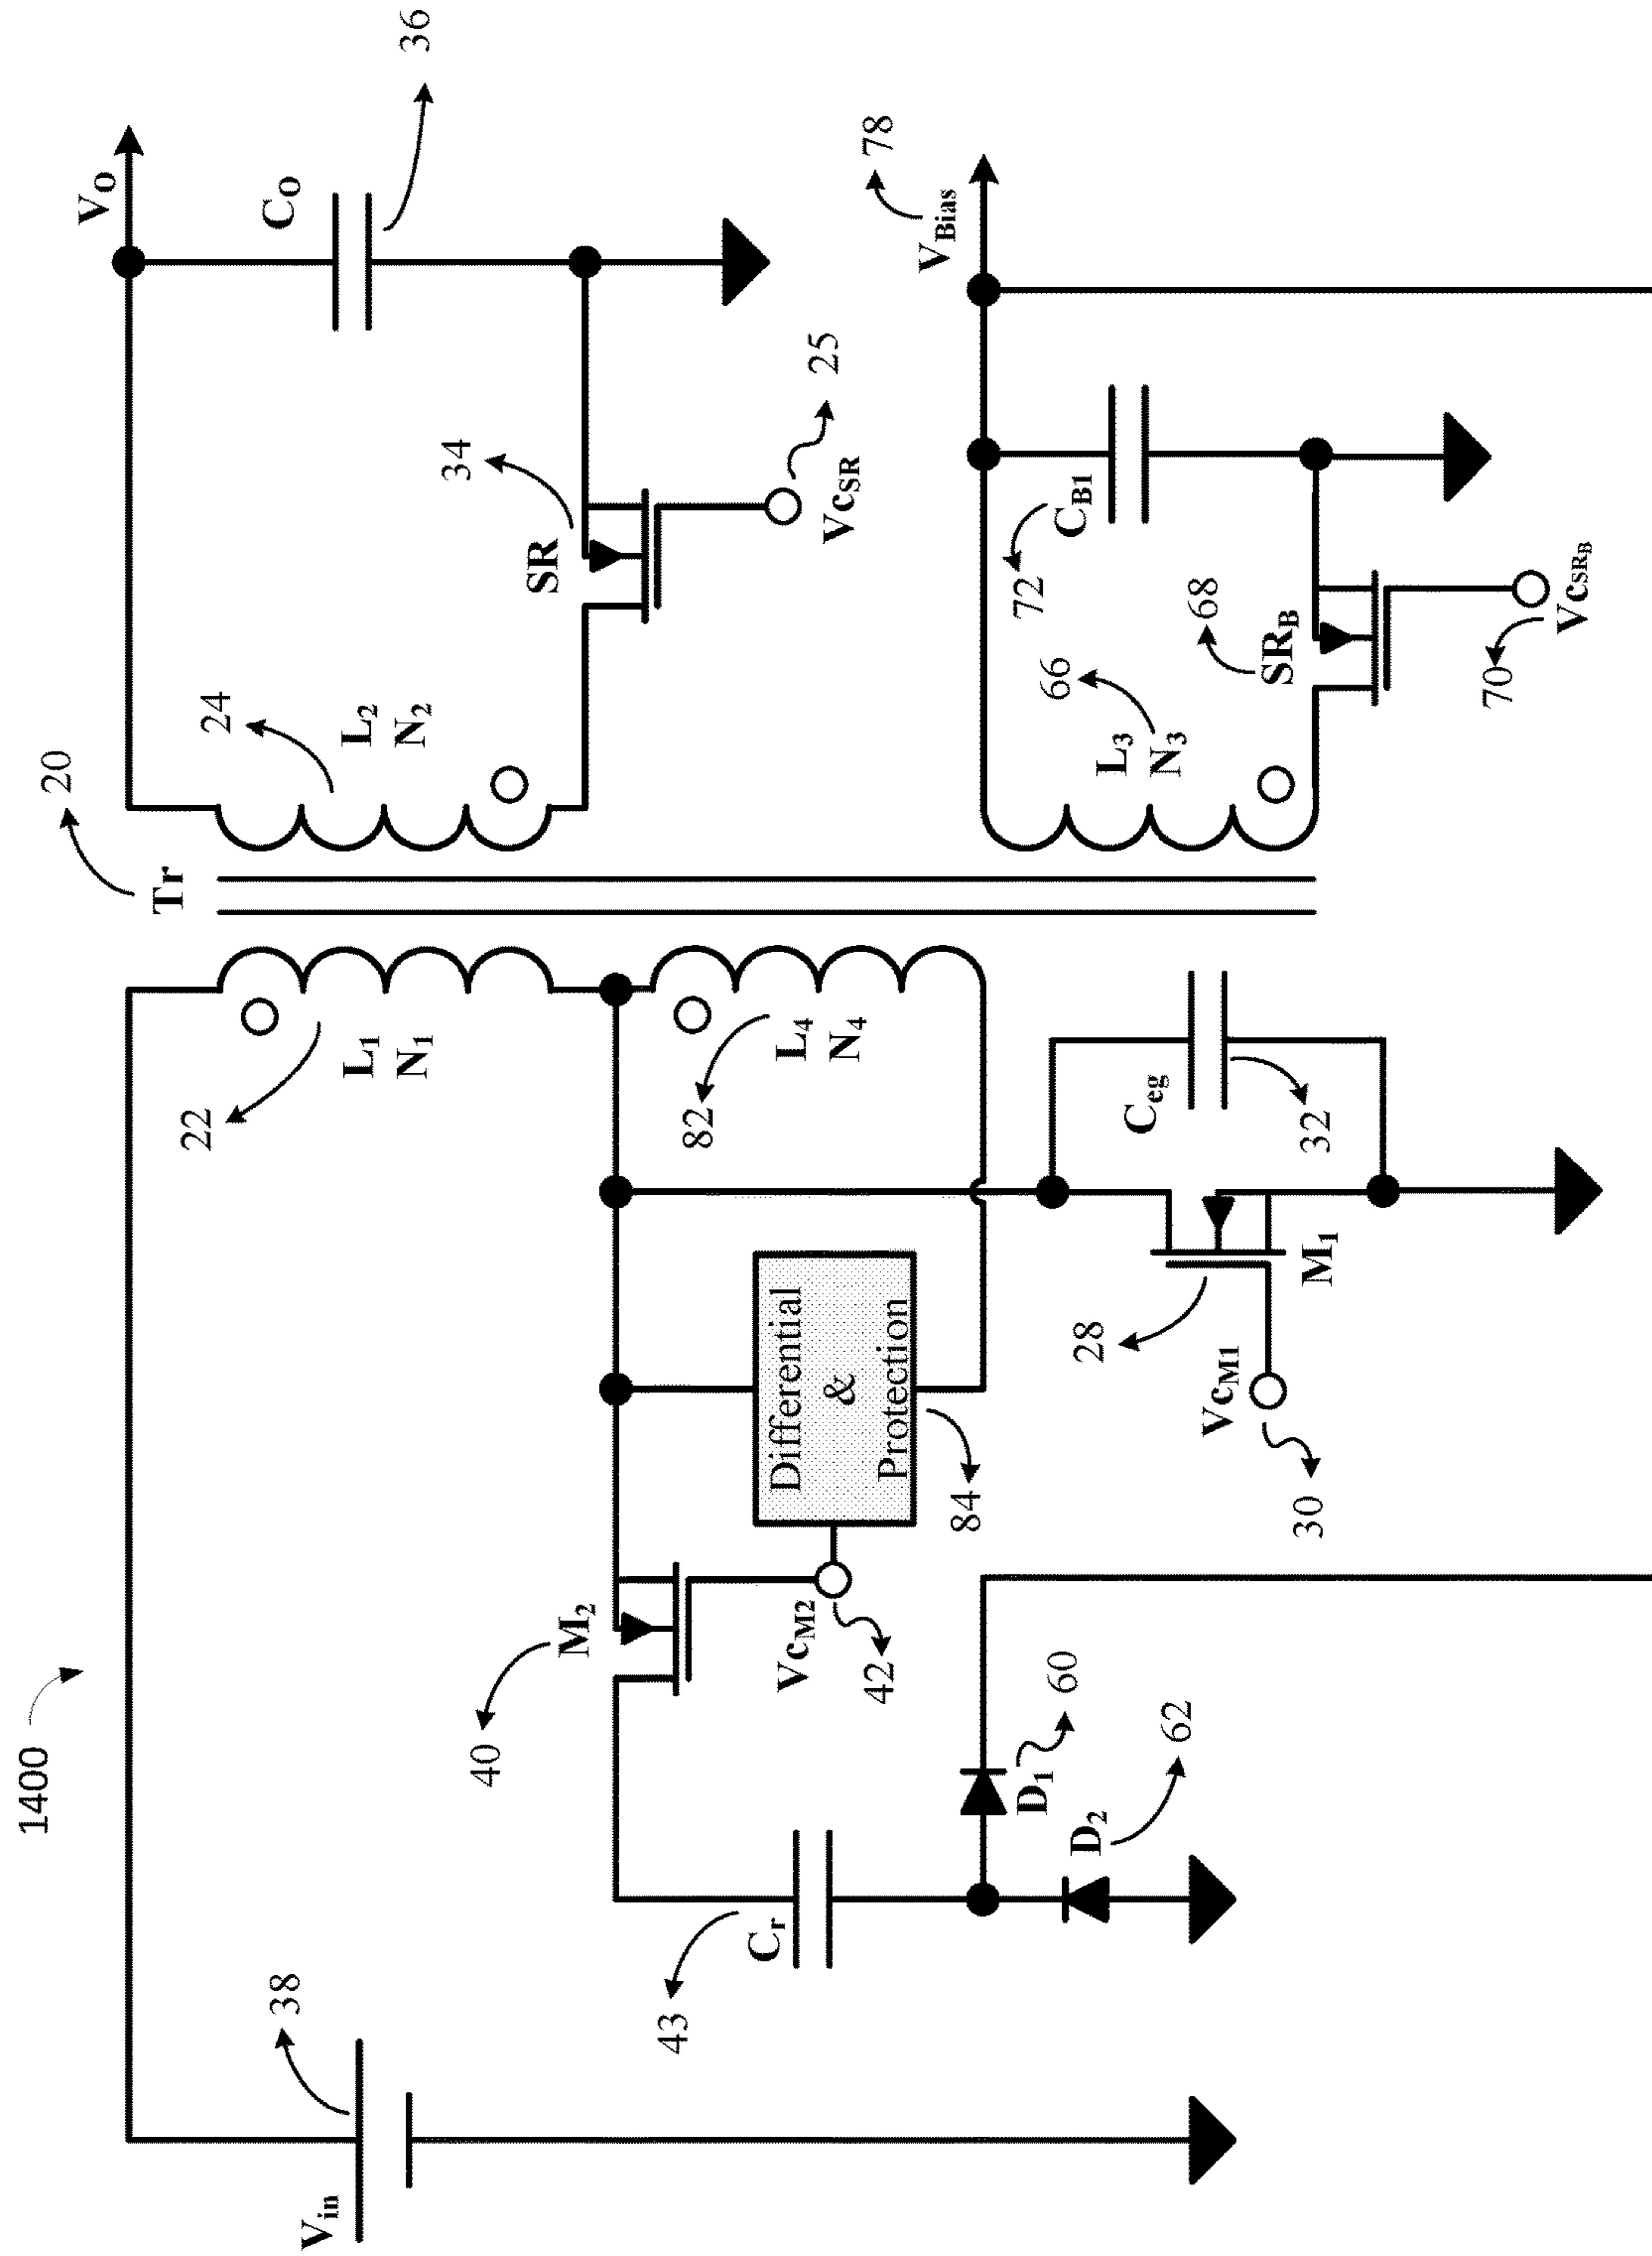 1400
Tr
20
Vo
Co
36
Vin
38
22
L1
N1
24
L2
N2
SR
34
VcSR
25
40
M2
VcM2
42
Differential
&
Protection
84
82
L4
N4
43
Cr
D1
60
D2
62
VcM1
30
28
M1
Ceg
32
L3
N3
66
SRB
68
VcSRB
70
CB1
72
VBias
78